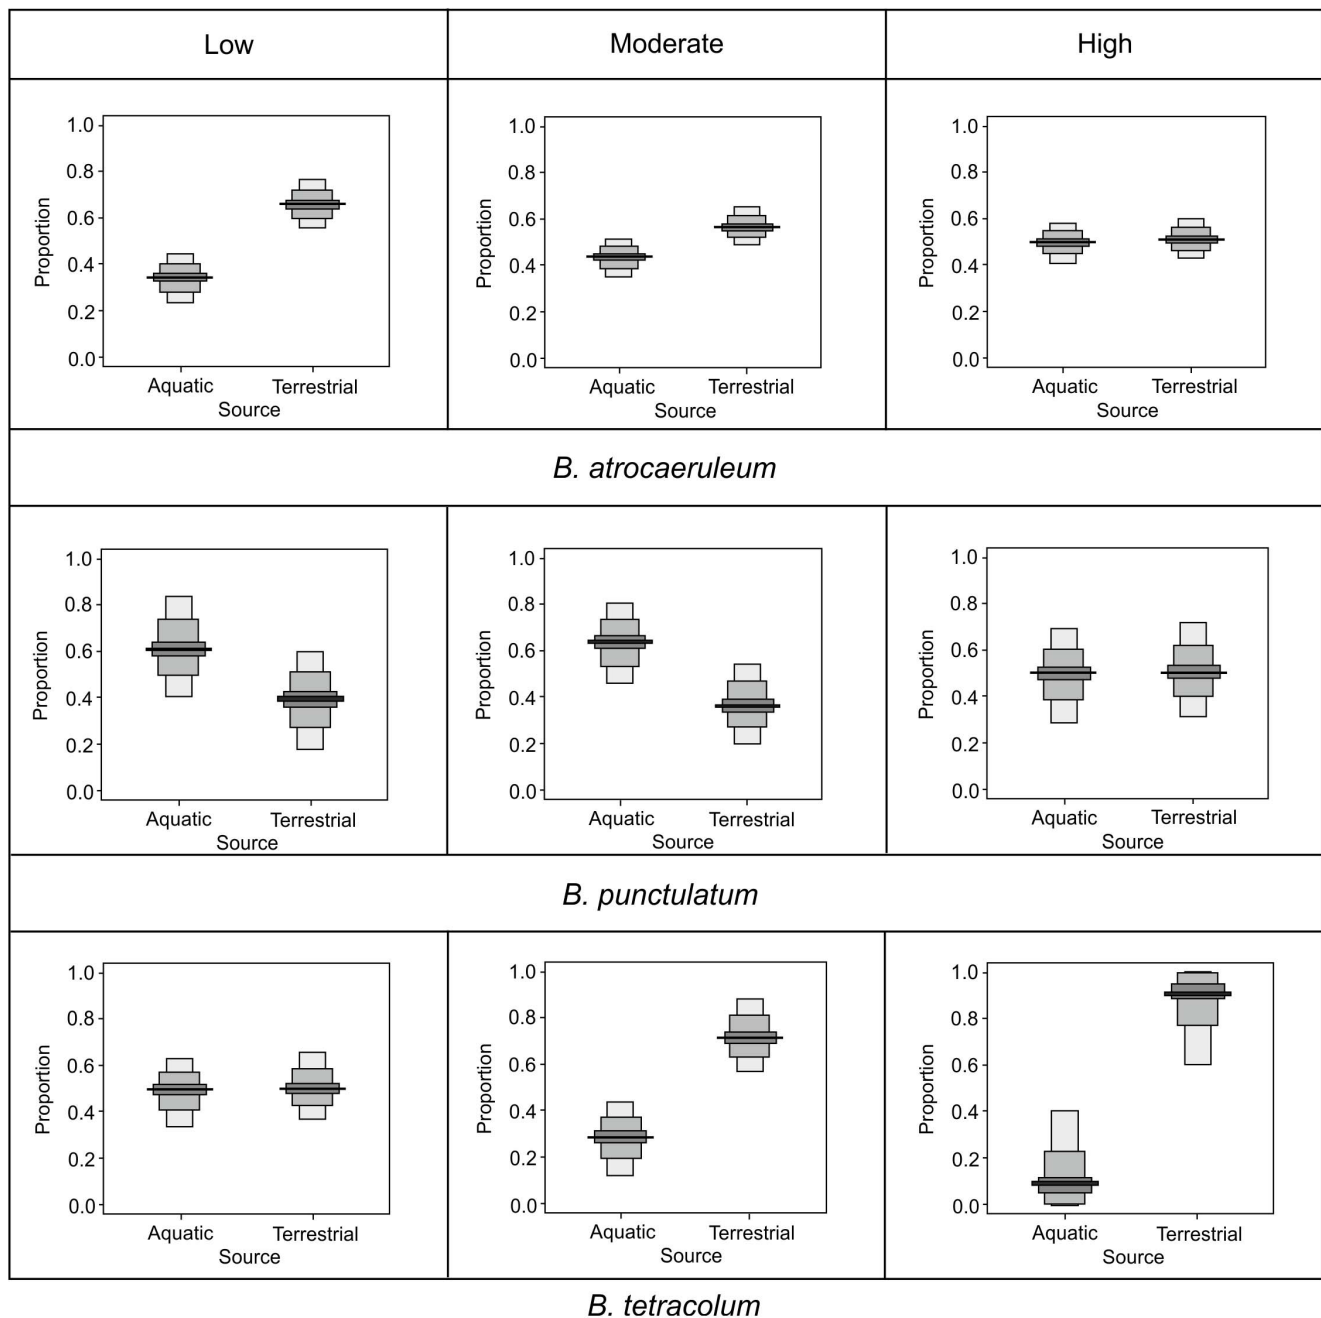 Low Moderate High
1.0 1.0 1.0
0.8 0.8 0.8
0.6 0.6 0.6
0.4 0.4 0.4
0.2 0.2 0.2
0.0 0.0 0.0
Proportion Proportion Proportion
Aquatic Terrestrial Aquatic Terrestrial Aquatic Terrestrial
Source Source Source
B. atrocaeruleum
1.0 1.0 1.0
0.8 0.8 0.8
0.6 0.6 0.6
0.4 0.4 0.4
0.2 0.2 0.2
0.0 0.0 0.0
Proportion Proportion Proportion
Aquatic Terrestrial Aquatic Terrestrial Aquatic Terrestrial
Source Source Source
B. punctulatum
1.0 1.0 1.0
0.8 0.8 0.8
0.6 0.6 0.6
0.4 0.4 0.4
0.2 0.2 0.2
0.0 0.0 0.0
Proportion Proportion Proportion
Aquatic Terrestrial Aquatic Terrestrial Aquatic Terrestrial
Source Source Source
B. tetracolum